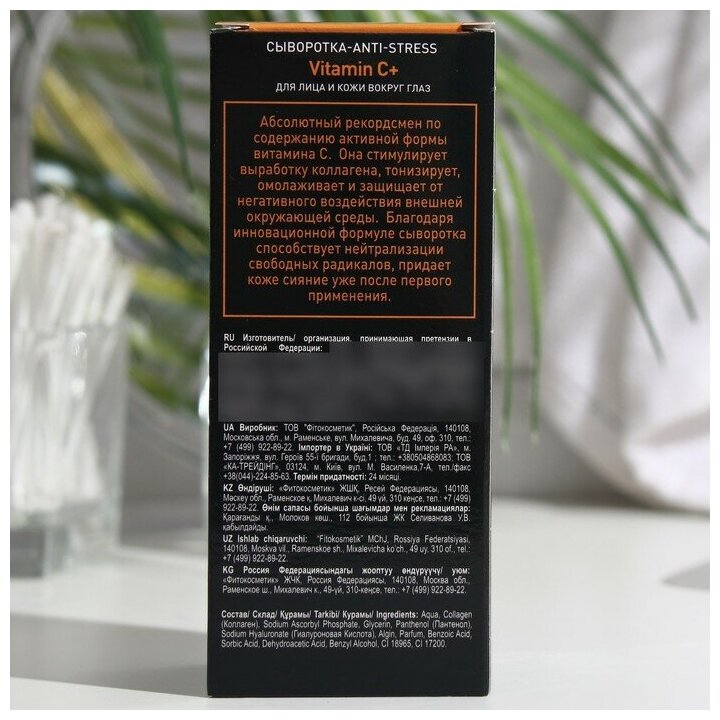 СЫВОРОТКА-ANTI-STRESS
Vitamin C+
ДЛЯ ЛИЦА И КОЖИ ВОКРУГ ГЛАЗ
Абсолютный рекордсмен по
содержанию активной формы
витамина С. Она стимулирует
выработку коллагена, тонизирует,
омолаживает и защищает от
негативного воздействия внешней
окружающей среды. Благодаря
инновационной формуле сыворотка
способствует нейтрализации
свободных радикалов, придает
коже сияние уже после первого
применения.
RU Изготовитель/ организация, принимающая претензии в
Российской Федерации:
UA Виробник: ТОВ "Фітокосметик", Російська Федерація, 140108,
Московська обл., м. Раменське, вул. Михалевича, буд. 49, оф. 310, тел.:
+7 (499) 922-89-22. Імпортер в Україні: ТОВ «ТД Імперія РА», м.
Запоріжжя, вул. Героїв 55-ї бригади, буд.1 ; тел.: +380504868083; ТОВ
«КА-ТРЕЙДІНГ», 03124, м. Київ, вул. М. Василенка,7-А, тел./факс
+38(044)-224-85-63. Термін придатності: 24 місяці.
KZ Өндіруші: «Фитокосметик» ЖШҚ, Ресей Федерациясы, 140108,
Мәскеу обл., Раменское қ, Михалевич к-сі, 49 үй, 310 кеңсе, тел.: +7 (499)
922-89-22. Өнім сапасы бойынша шағымдар мен рекламациялар:
Қарағанды қ., Молоков көш., 112 бойынша ЖК Селиванова У.В.
қабылдайды.
UZ Ishlab chiqaruvchi: "Fitokosmetik" MChJ, Rossiya Federatsiyasi,
140108, Moskva vil., Ramenskoe sh., Mixalevicha ko'ch., 49 uy, 310 of., tel.:
+7 (499) 922-89-22.
KG Россия Федерациясындагы жооптуу өндүрүүчү/ уюм:
«Фитокосметик» ЖЧК, Россия Федерациясы, 140108, Москва обл.,
Раменское ш., Михалевич к., 49-үй, 310-кеңсе, тел.: +7 (499) 922-89-22.
Состав/ Склад/ Құрамы/ Tarkibi/ Курамы/ Ingredients: Aqua, Collagen
(Коллаген), Sodium Ascorbyl Phosphate, Glycerin, Panthenol (Пантенол),
Sodium Hyaluronate (Гиалуроновая Кислота), Algin, Parfum, Benzoic Acid,
Sorbic Acid, Dehydroacetic Acid, Benzyl Alcohol, CI 18965, CI 17200.